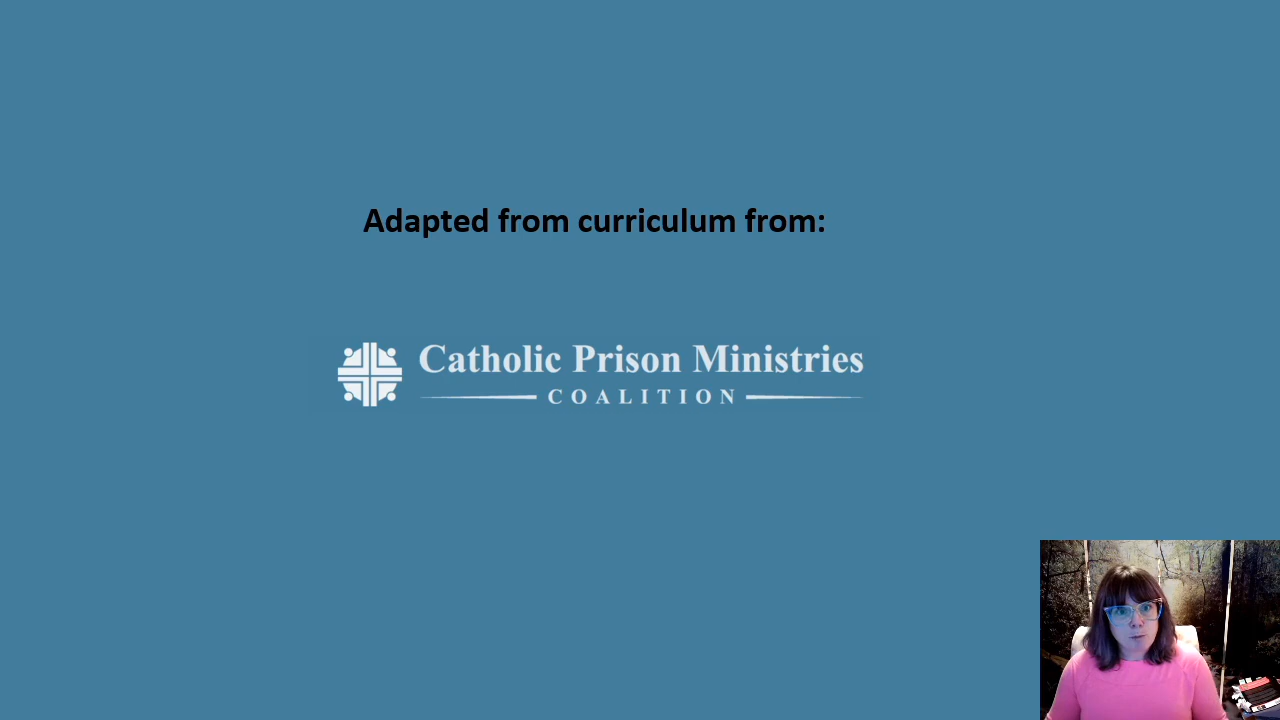 Adapted from curriculum from:
Catholic Prison Ministries
COALITION